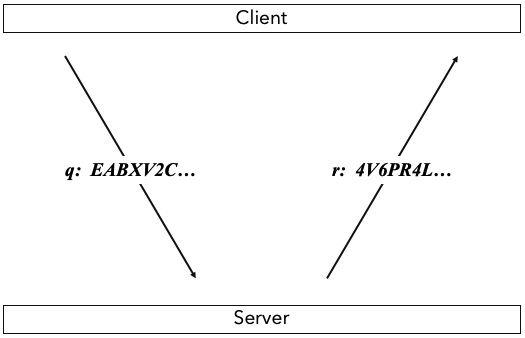 Client
q: EABXV2C...
r: 4V6PR4L...
Server